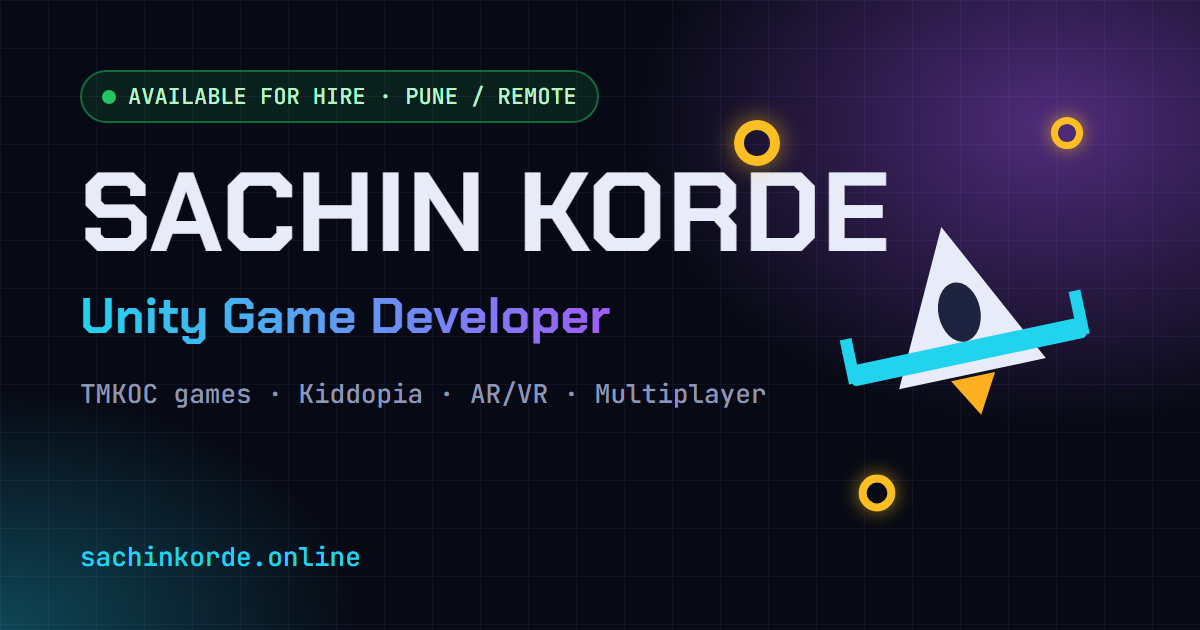 AVAILABLE FOR HIRE · PUNE / REMOTE
SACHIN KORDE
Unity Game Developer
TMKOC games · Kiddopia · AR/VR · Multiplayer
sachinkorde.online